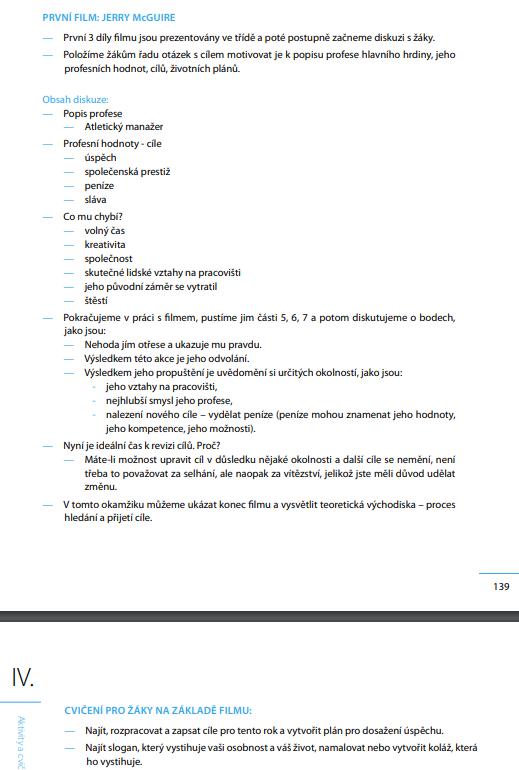 PRVNÍ FILM: JERRY McGUIRE
— První 3 díly filmu jsou prezentovány ve třídě a poté postupně začneme diskuzi s žáky.
— Položíme žákům řadu otázek s cílem motivovat je k popisu profese hlavního hrdiny, jeho
profesních hodnot, cílů, životních plánů.
Obsah diskuze:
— Popis profese
— Atletický manažer
— Profesní hodnoty - cíle
— úspěch
— společenská prestiž
— peníze
— sláva
— Co mu chybí?
— volný čas
— kreativita
— společnost
— skutečné lidské vztahy na pracovišti
— jeho původní záměr se vytratil
— štěstí
— Pokračujeme v práci s filmem, pustíme jim části 5, 6, 7 a potom diskutujeme o bodech,
jako jsou:
— Nehoda jím otřese a ukazuje mu pravdu.
— Výsledkem této akce je jeho odvolání.
— Výsledkem jeho propuštění je uvědomění si určitých okolností, jako jsou:
- jeho vztahy na pracovišti,
- nejhlubší smysl jeho profese,
- nalezení nového cíle – vydělat peníze (peníze mohou znamenat jeho hodnoty,
jeho kompetence, jeho možnosti).
— Nyní je ideální čas k revizi cílů. Proč?
— Máte-li možnost upravit cíl v důsledku nějaké okolnosti a další cíle se nemění, není
třeba to považovat za selhání, ale naopak za vítězství, jelikož jste měli důvod udělat
změnu.
— V tomto okamžiku můžeme ukázat konec filmu a vysvětlit teoretická východiska – proces
hledání a přijetí cíle.
139
IV.
Aktivity a cvič
CVIČENÍ PRO ŽÁKY NA ZÁKLADĚ FILMU:
— Najít, rozpracovat a zapsat cíle pro tento rok a vytvořit plán pro dosažení úspěchu.
— Najít slogan, který vystihuje vaši osobnost a váš život, namalovat nebo vytvořit koláž, která
ho vystihuje.